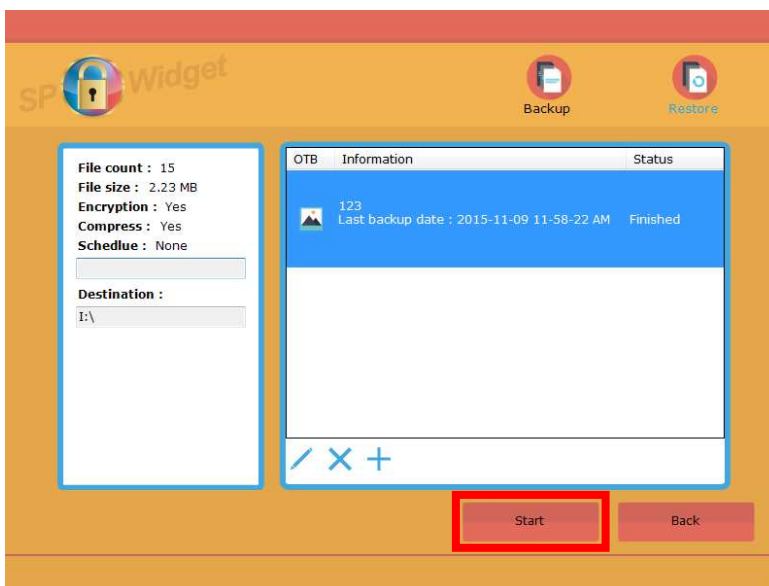 SP Widget
Backup
Restore
File count : 15
File size : 2.23 MB
Encryption : Yes
Compress : Yes
Schedlue : None
Destination :
I:\
OTB Information Status
123
Last backup date : 2015-11-09 11-58-22 AM Finished
Start
Back